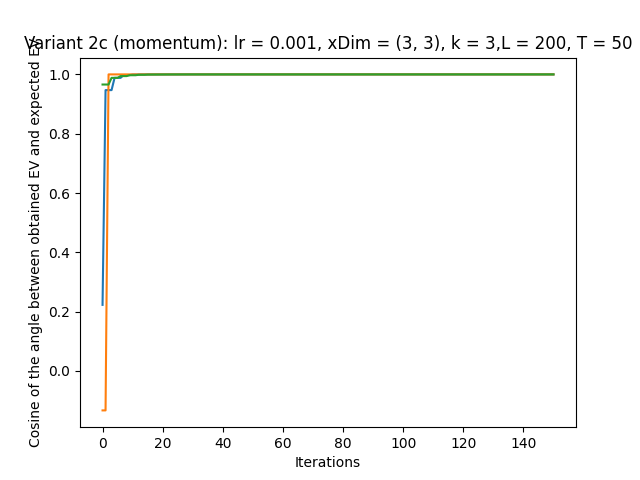 Variant 2c (momentum): lr = 0.001, xDim = (3, 3), k = 3,L = 200, T = 50
Cosine of the angle between obtained EV and expected EV
1.0
0.8
0.6
0.4
0.2
0.0
0 20 40 60 80 100 120 140
Iterations